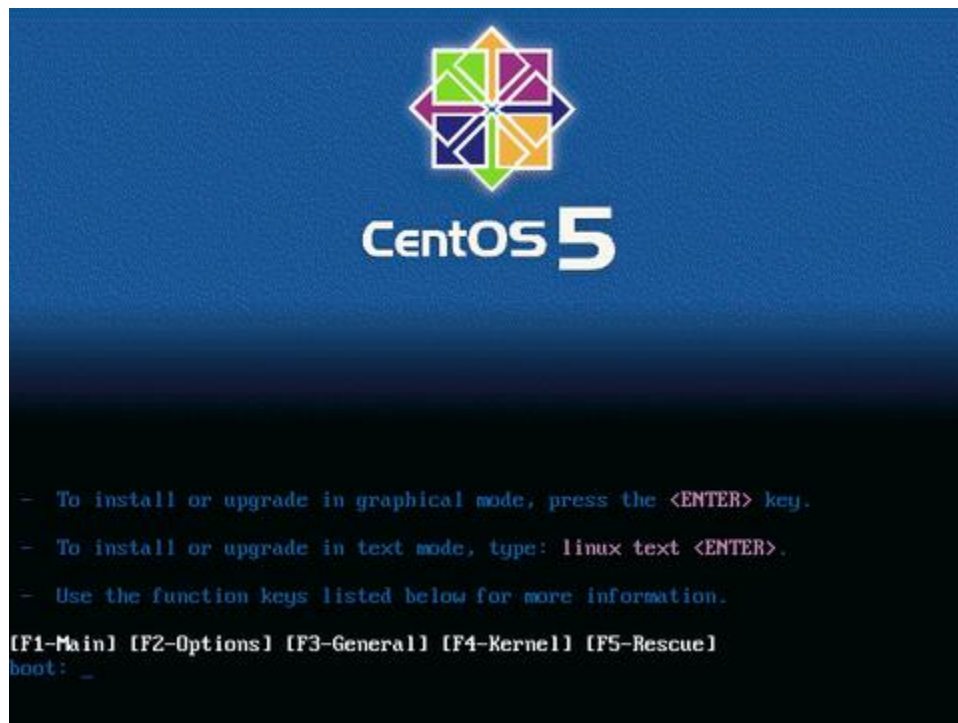 CentOS 5
- To install or upgrade in graphical mode, press the <ENTER> key.
- To install or upgrade in text mode, type: linux text <ENTER>.
- Use the function keys listed below for more information.
[F1-Main] [F2-Options] [F3-General] [F4-Kernel] [F5-Rescue]
boot: _